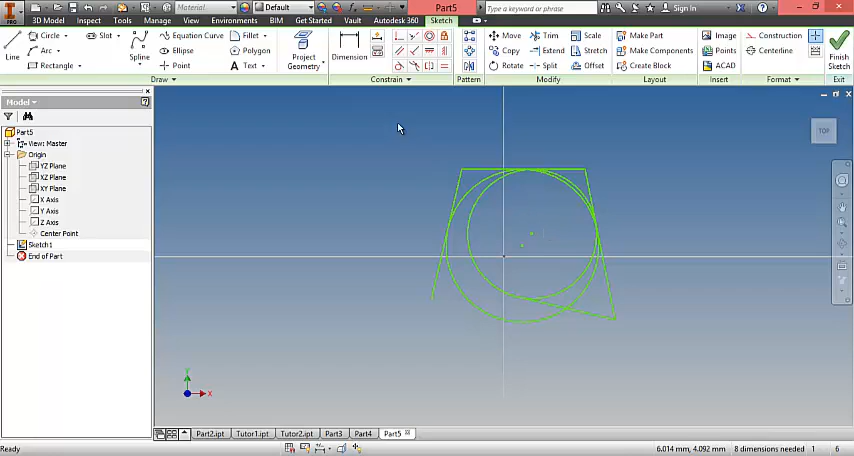 PRO
Material
Default
Part5
Type a keyword or phrase
Sign In
3D Model
Inspect
Tools
Manage
View
Environments
BIM
Get Started
Vault
Autodesk 360
Sketch
Line
Circle
Arc
Rectangle
Slot
Spline
Equation Curve
Ellipse
Point
Fillet
Polygon
Text
Project
Geometry
Dimension
Move
Copy
Rotate
Trim
Extend
Split
Scale
Stretch
Offset
Make Part
Make Components
Create Block
Image
Points
ACAD
Construction
Centerline
Finish
Sketch
Draw
Constrain
Pattern
Modify
Layout
Insert
Format
Exit
Model
Part5
View: Master
Origin
YZ Plane
XZ Plane
XY Plane
X Axis
Y Axis
Z Axis
Center Point
Sketch1
End of Part
TOP
Y
X
Part2.ipt
Tutor1.ipt
Tutor2.ipt
Part3
Part4
Part5
Ready
6.014 mm, 4.092 mm
8 dimensions needed
1
6